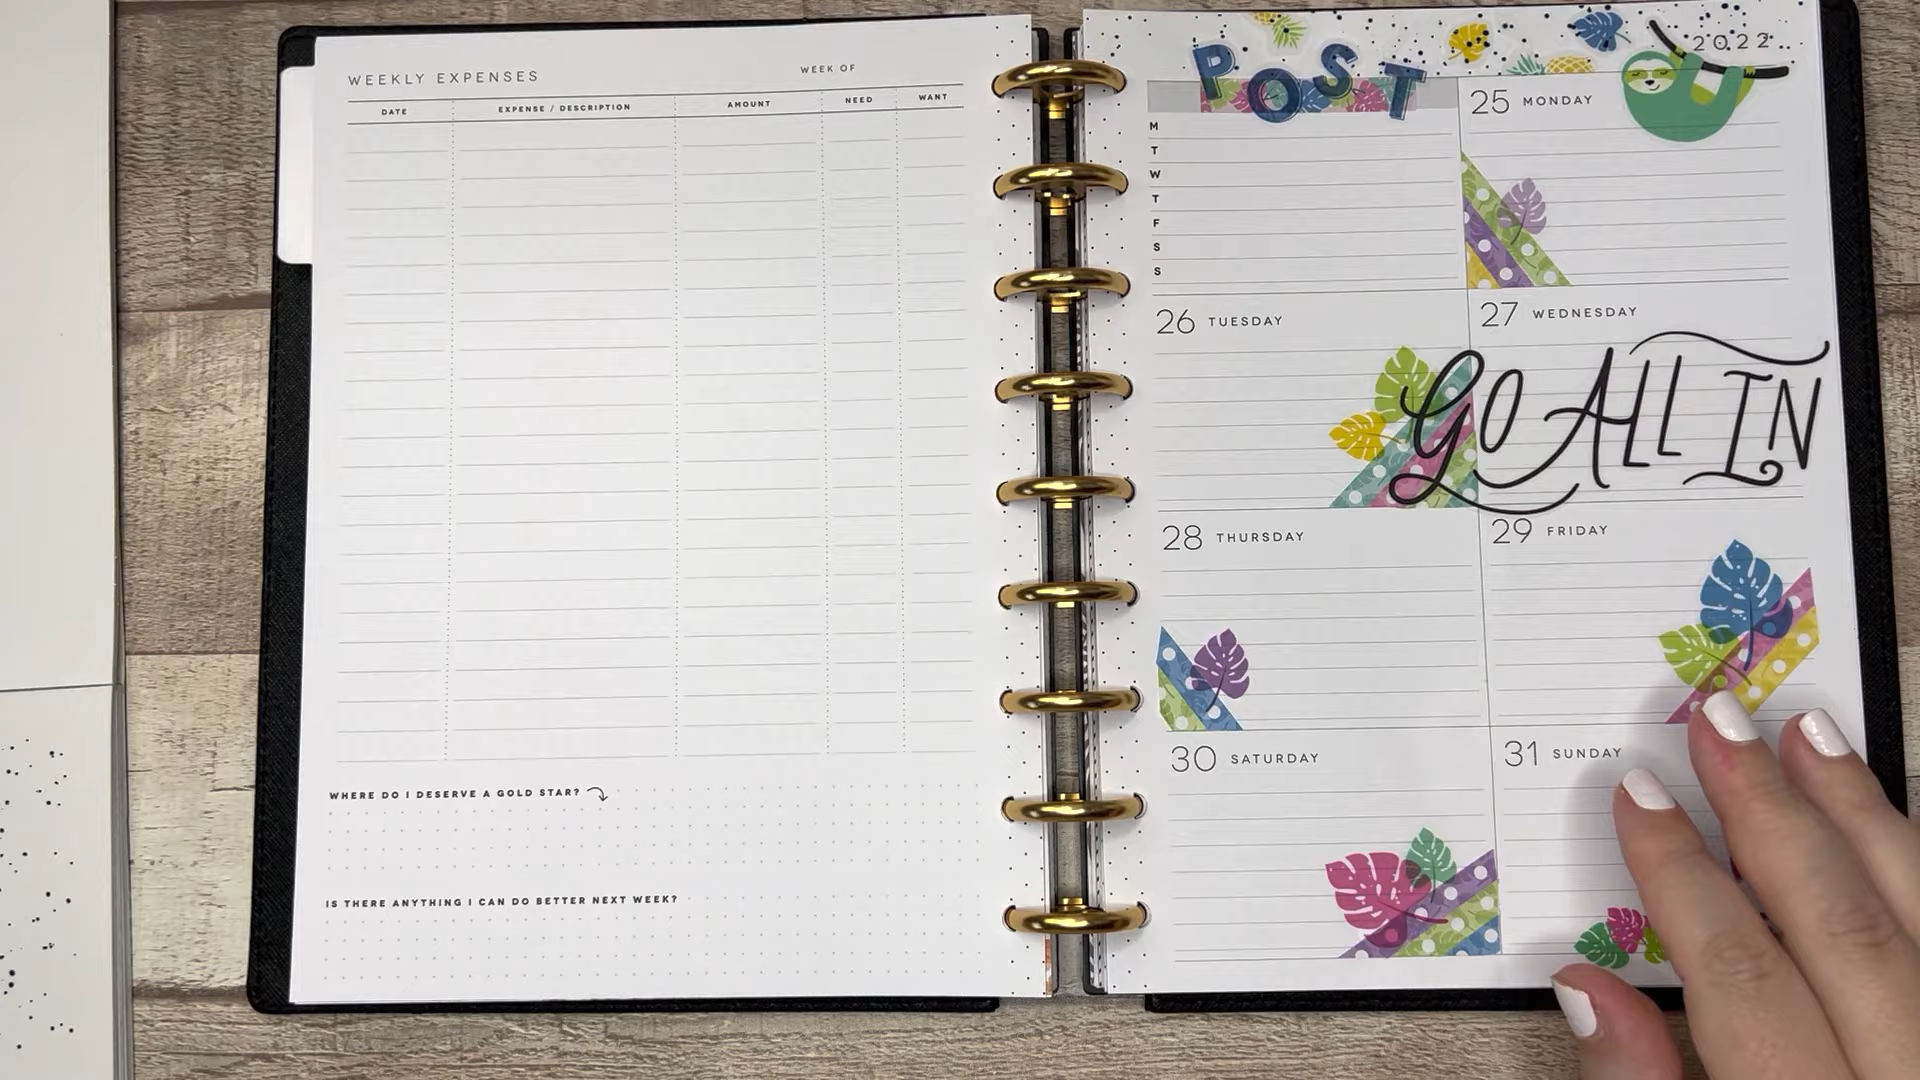 WEEKLY EXPENSES
WEEK OF
DATE
EXPENSE / DESCRIPTION
AMOUNT
NEED
WANT
WHERE DO I DESERVE A GOLD STAR?
IS THERE ANYTHING I CAN DO BETTER NEXT WEEK?
POST
2022
M
T
W
T
F
S
S
25 MONDAY
26 TUESDAY
27 WEDNESDAY
GO ALL IN
28 THURSDAY
29 FRIDAY
30 SATURDAY
31 SUNDAY